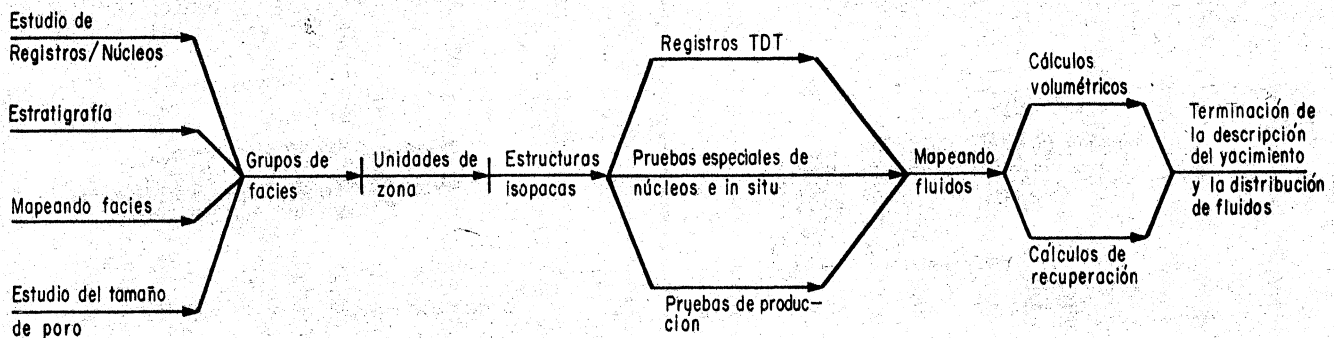 Estudio de
Registros/Núcleos
Estratigrafía
Mapeando facies
Estudio del tamaño
de poro
Grupos de
facies
Unidades de
zona
Estructuras
isopacas
Registros TDT
Pruebas especiales de
núcleos e in situ
Pruebas de produc-
ción
Mapeando
fluidos
Cálculos
volumétricos
Cálculos de
recuperación
Terminación de
la descripción
del yacimiento
y la distribución
de fluidos